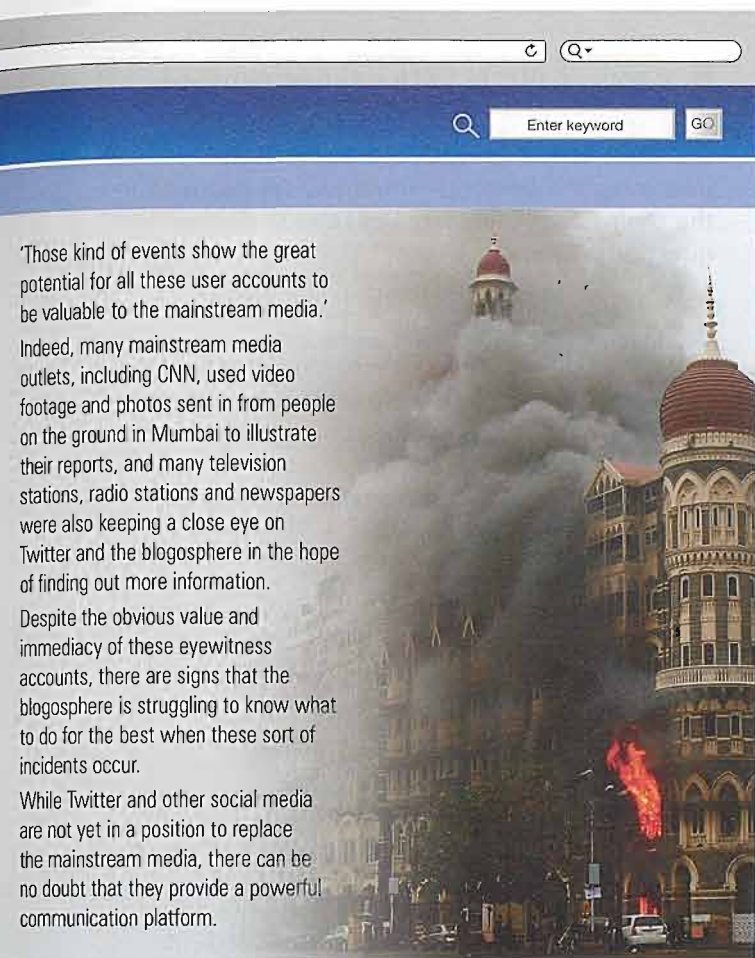 Enter keyword
GO
'Those kind of events show the great
potential for all these user accounts to
be valuable to the mainstream media.'
Indeed, many mainstream media
outlets, including CNN, used video
footage and photos sent in from people
on the ground in Mumbai to illustrate
their reports, and many television
stations, radio stations and newspapers
were also keeping a close eye on
Twitter and the blogosphere in the hope
of finding out more information.
Despite the obvious value and
immediacy of these eyewitness
accounts, there are signs that the
blogosphere is struggling to know what
to do for the best when these sort of
incidents occur.
While Twitter and other social media
are not yet in a position to replace
the mainstream media, there can be
no doubt that they provide a powerful
communication platform.